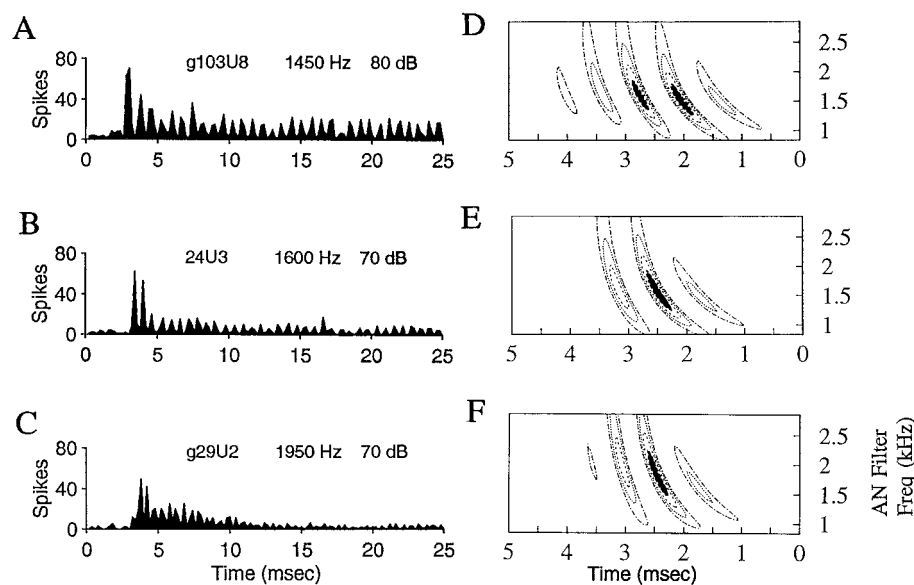 A
g103U8 1450 Hz 80 dB
80
40
0
Spikes
0 5 10 15 20 25
D
2.5
2
1.5
1
5 4 3 2 1 0
B
24U3 1600 Hz 70 dB
80
40
0
Spikes
0 5 10 15 20 25
E
2.5
2
1.5
1
5 4 3 2 1 0
C
g29U2 1950 Hz 70 dB
80
40
0
Spikes
0 5 10 15 20 25
Time (msec)
F
2.5
2
1.5
1
AN Filter
Freq (kHz)
5 4 3 2 1 0
Time (msec)